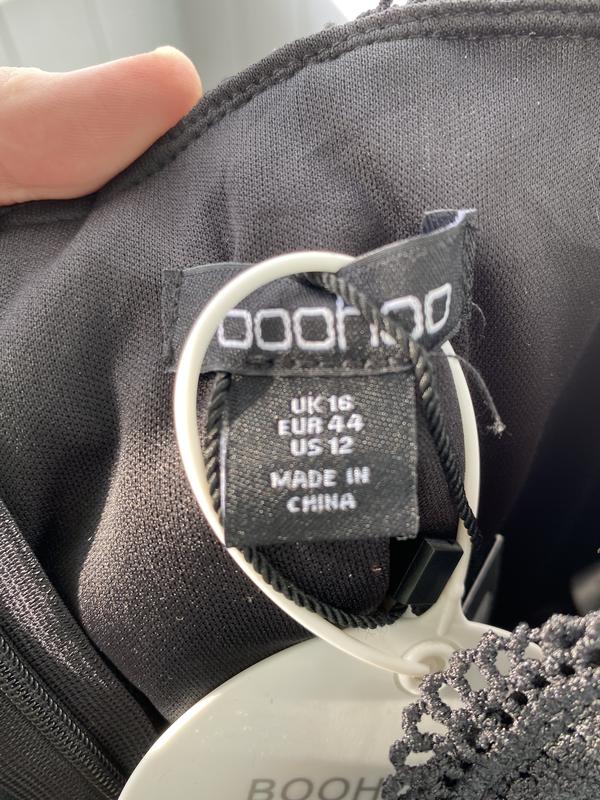 boohoo
UK 16
EUR 44
US 12
MADE IN
CHINA
BOOH